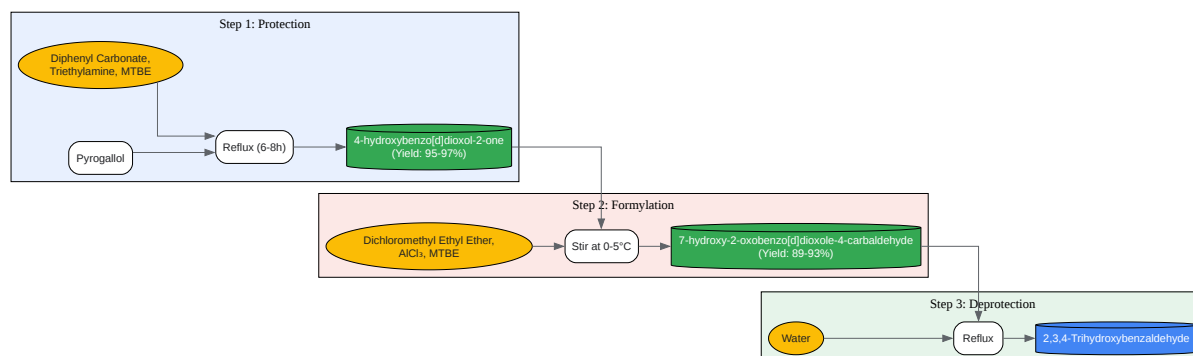 Step 1: Protection
Diphenyl Carbonate,
Triethylamine, MTBE
Pyrogallol
Reflux (6-8h)
4-hydroxybenzo[d]dioxol-2-one
(Yield: 95-97%)
Step 2: Formylation
Dichloromethyl Ethyl Ether,
AlCl₃, MTBE
Stir at 0-5°C
7-hydroxy-2-oxobenzo[d]dioxole-4-carbaldehyde
(Yield: 89-93%)
Step 3: Deprotection
Water
Reflux
2,3,4-Trihydroxybenzaldehyde